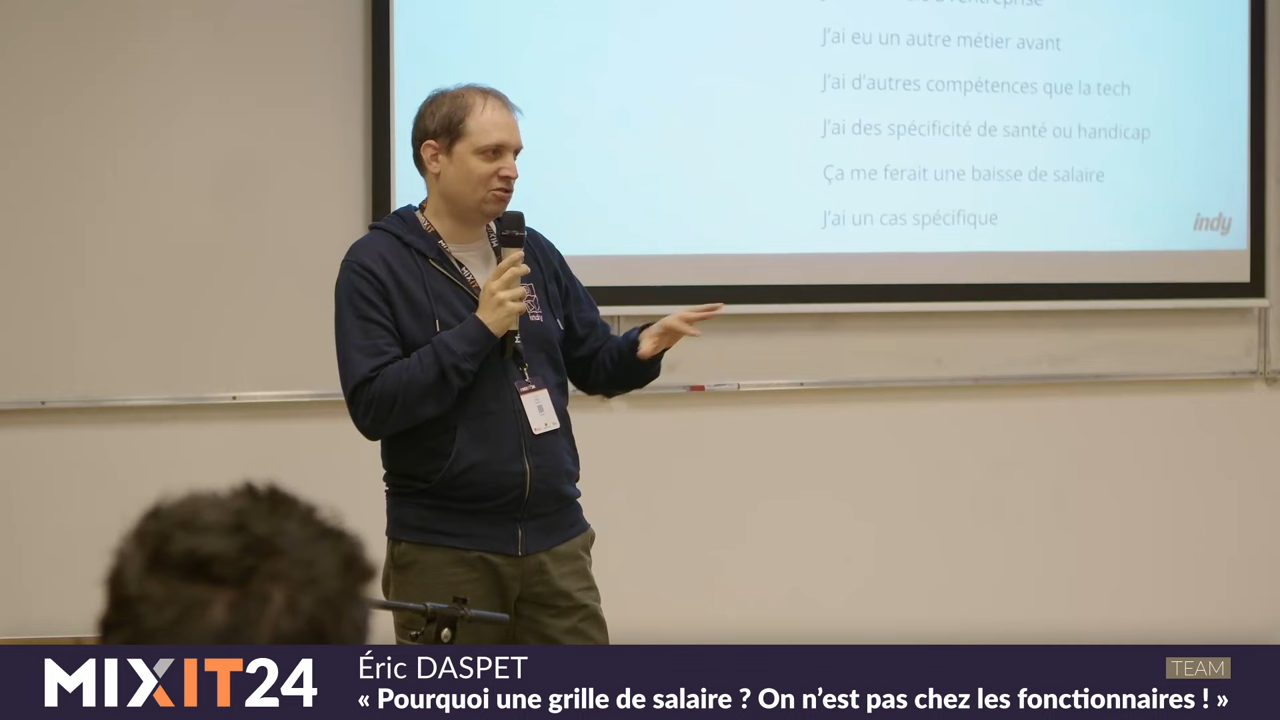 J'ai eu un autre métier avant
J'ai d'autres compétences que la tech
J'ai des spécificité de santé ou handicap
Ça me ferait une baisse de salaire
J'ai un cas spécifique
indy
MIXIT
indy
MIXIT24
Éric DASPET
TEAM
« Pourquoi une grille de salaire ? On n'est pas chez les fonctionnaires ! »